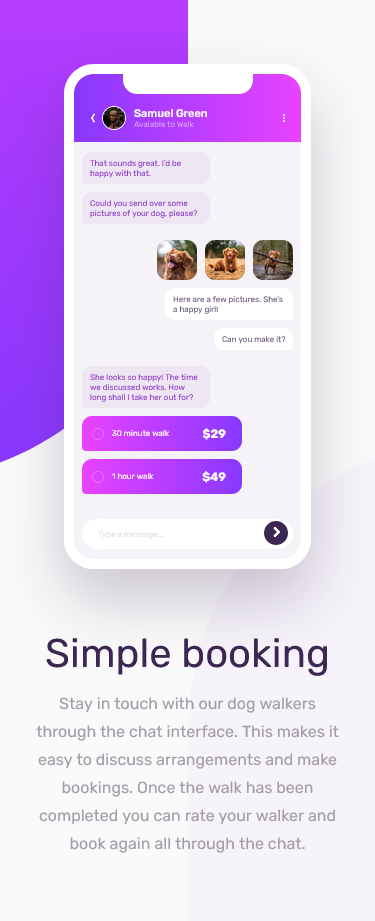 Samuel Green
Avaiable to Walk
That sounds great. I'd be
happy with that.
Could you send over some
pictures of your dog, please?
Here are a few pictures. She's
a happy girl!
Can you make it?
She looks so happy! The time
we discussed works. How
long shall I take her out for?
30 minute walk $29
1 hour walk $49
Type a message...
Simple booking
Stay in touch with our dog walkers
through the chat interface. This makes it
easy to discuss arrangements and make
bookings. Once the walk has been
completed you can rate your walker and
book again all through the chat.